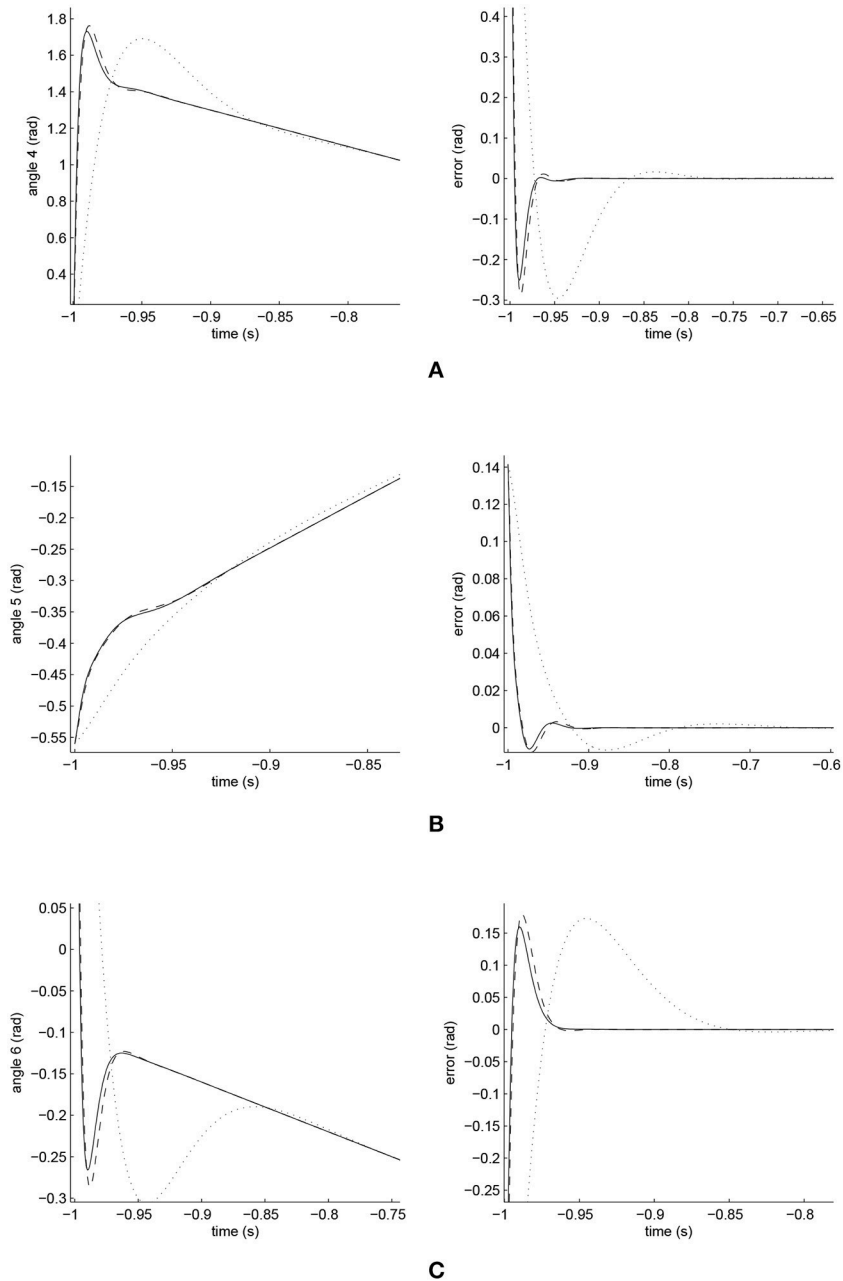 1.8
1.6
1.4
1.2
1
0.8
0.6
0.4
angle 4 (rad)
−1 −0.95 −0.9 −0.85 −0.8
time (s)
0.4
0.3
0.2
0.1
0
−0.1
−0.2
−0.3
error (rad)
−1 −0.95 −0.9 −0.85 −0.8 −0.75 −0.7 −0.65
time (s)
A
−0.15
−0.2
−0.25
−0.3
−0.35
−0.4
−0.45
−0.5
−0.55
angle 5 (rad)
−1 −0.95 −0.9 −0.85
time (s)
0.14
0.12
0.1
0.08
0.06
0.04
0.02
0
error (rad)
−1 −0.9 −0.8 −0.7 −0.6
time (s)
B
0.05
0
−0.05
−0.1
−0.15
−0.2
−0.25
−0.3
angle 6 (rad)
−1 −0.95 −0.9 −0.85 −0.8 −0.75
time (s)
0.15
0.1
0.05
0
−0.05
−0.1
−0.15
−0.2
−0.25
error (rad)
−1 −0.95 −0.9 −0.85 −0.8
time (s)
C